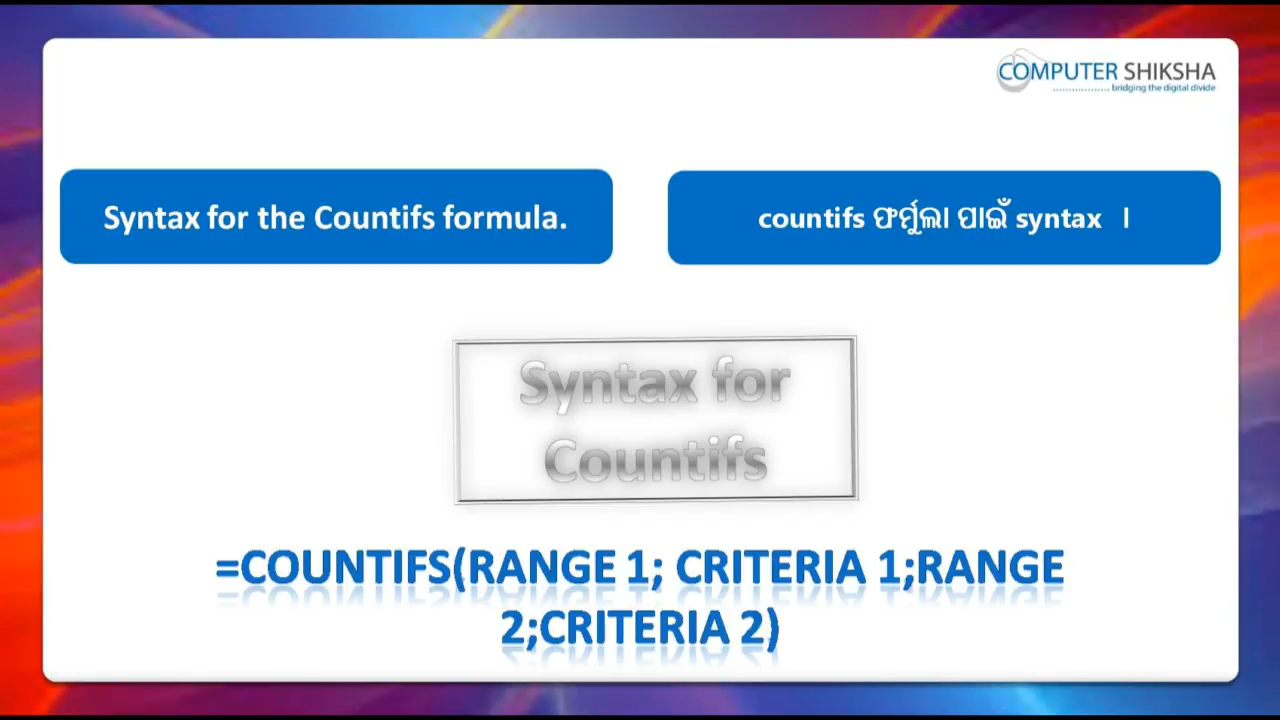 COMPUTER SHIKSHA
bridging the digital divide
Syntax for the Countifs formula.
countifs ଫର୍ମୁଲା ପାଇଁ syntax ।
Syntax for
Countifs
=COUNTIFS(RANGE 1; CRITERIA 1;RANGE
2;CRITERIA 2)